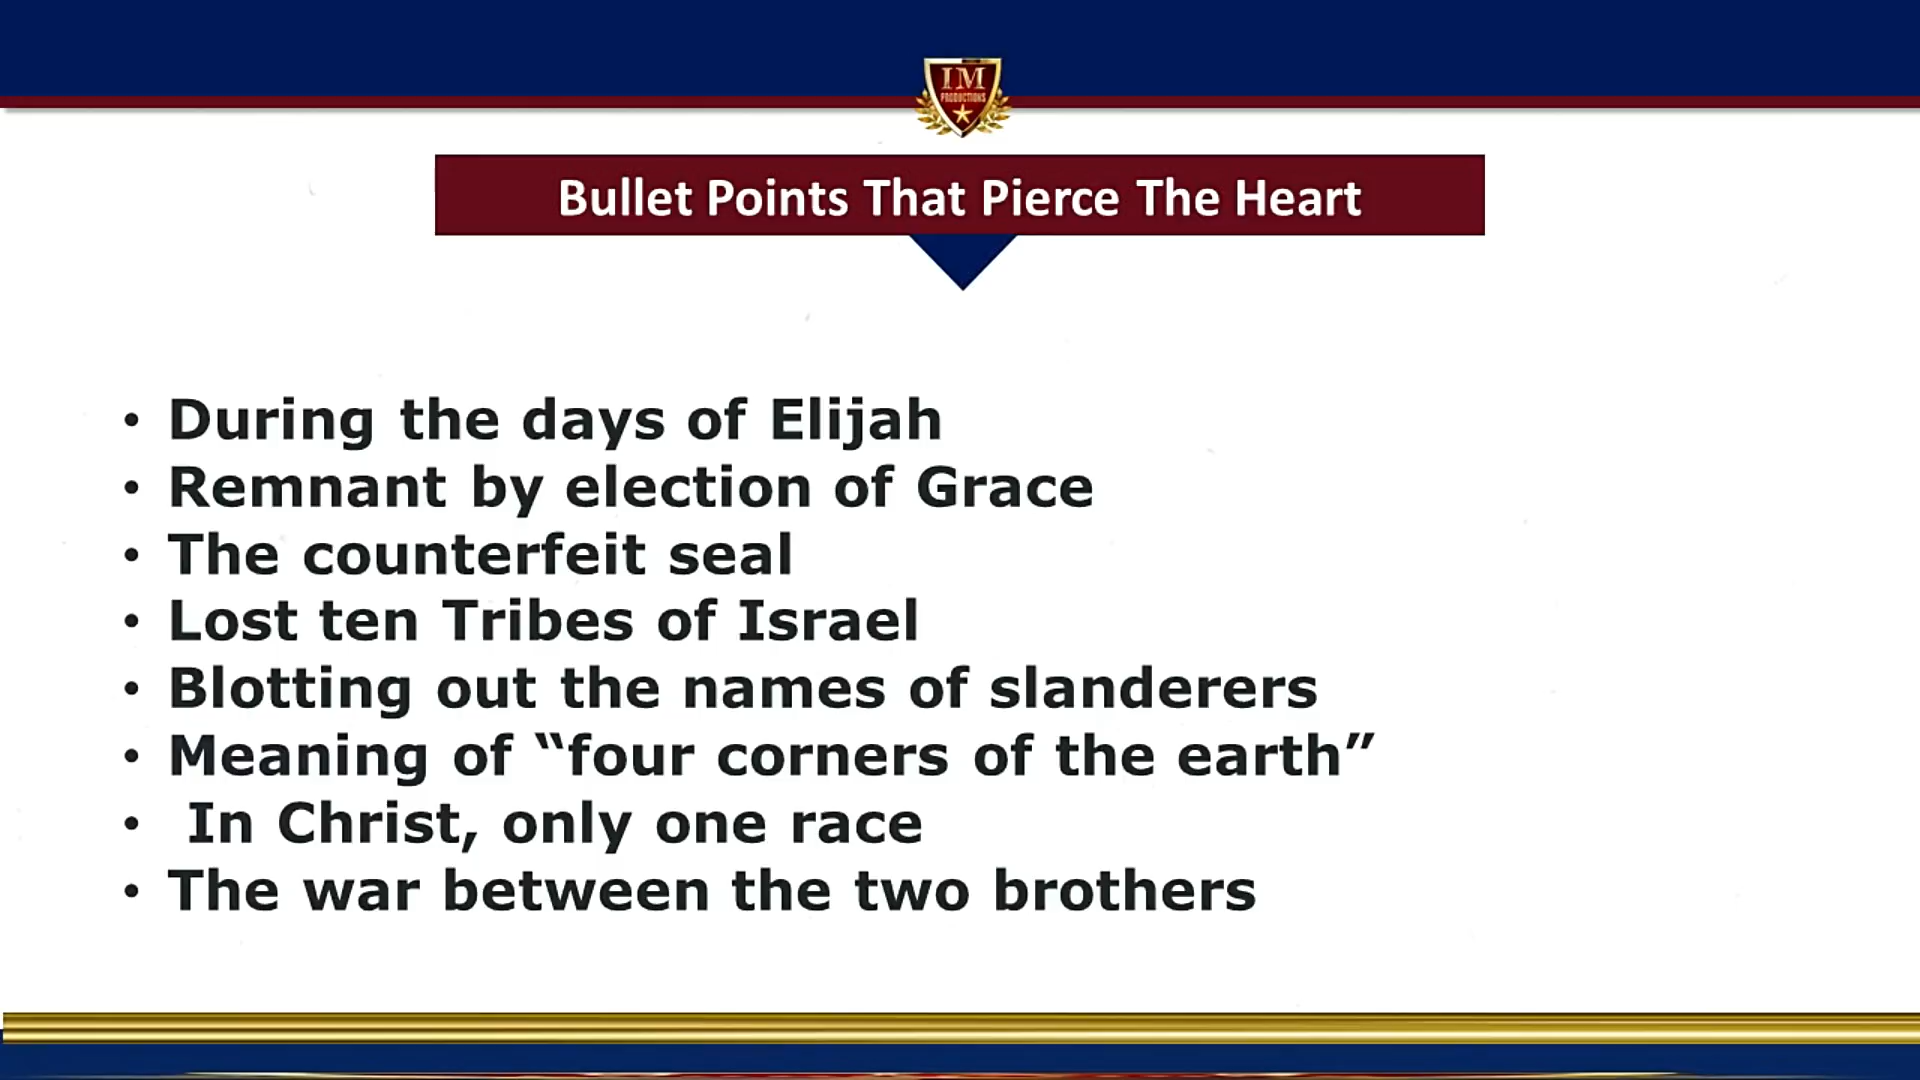 IM
PRODUCTIONS
Bullet Points That Pierce The Heart
• During the days of Elijah
• Remnant by election of Grace
• The counterfeit seal
• Lost ten Tribes of Israel
• Blotting out the names of slanderers
• Meaning of “four corners of the earth”
• In Christ, only one race
• The war between the two brothers